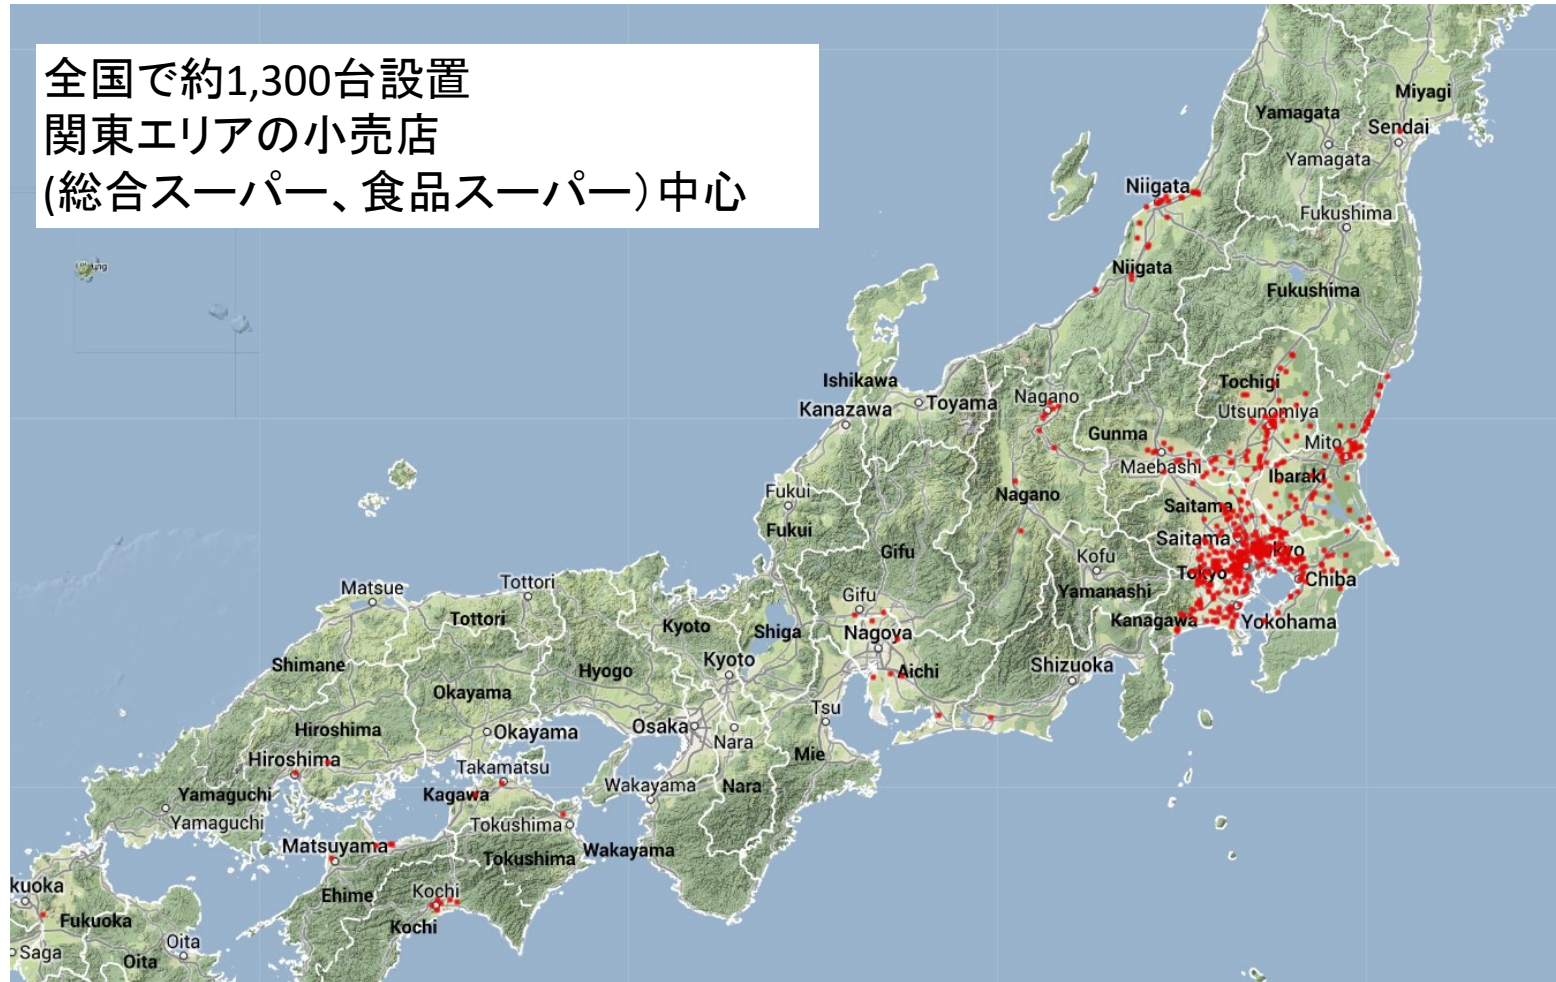 全国で約1,300台設置
関東エリアの小売店
(総合スーパー、食品スーパー）中心
Miyagi
Yamagata
Sendai
Yamagata
Niigata
Fukushima
Niigata
Fukushima
Ishikawa
Tochigi
Kanazawa
Toyama
Nagano
Utsunomiya
Gunma
Mito
Maebashi
Ibaraki
Fukui
Nagano
Saitama
Fukui
Saitama
Gifu
Kofu
Tokyo
Chiba
Matsue
Tottori
Yamanashi
Gifu
Tottori
Kyoto
Shiga
Nagoya
Kanagawa
Yokohama
Shimane
Kyoto
Hyogo
Aichi
Shizuoka
Okayama
Tsu
Hiroshima
Okayama
Osaka
Nara
Hiroshima
Takamatsu
Mie
Yamaguchi
Kagawa
Wakayama
Nara
Yamaguchi
Tokushima
Matsuyama
Tokushima
Wakayama
kuoka
Ehime
Kochi
Fukuoka
Kochi
Oita
Saga
Oita